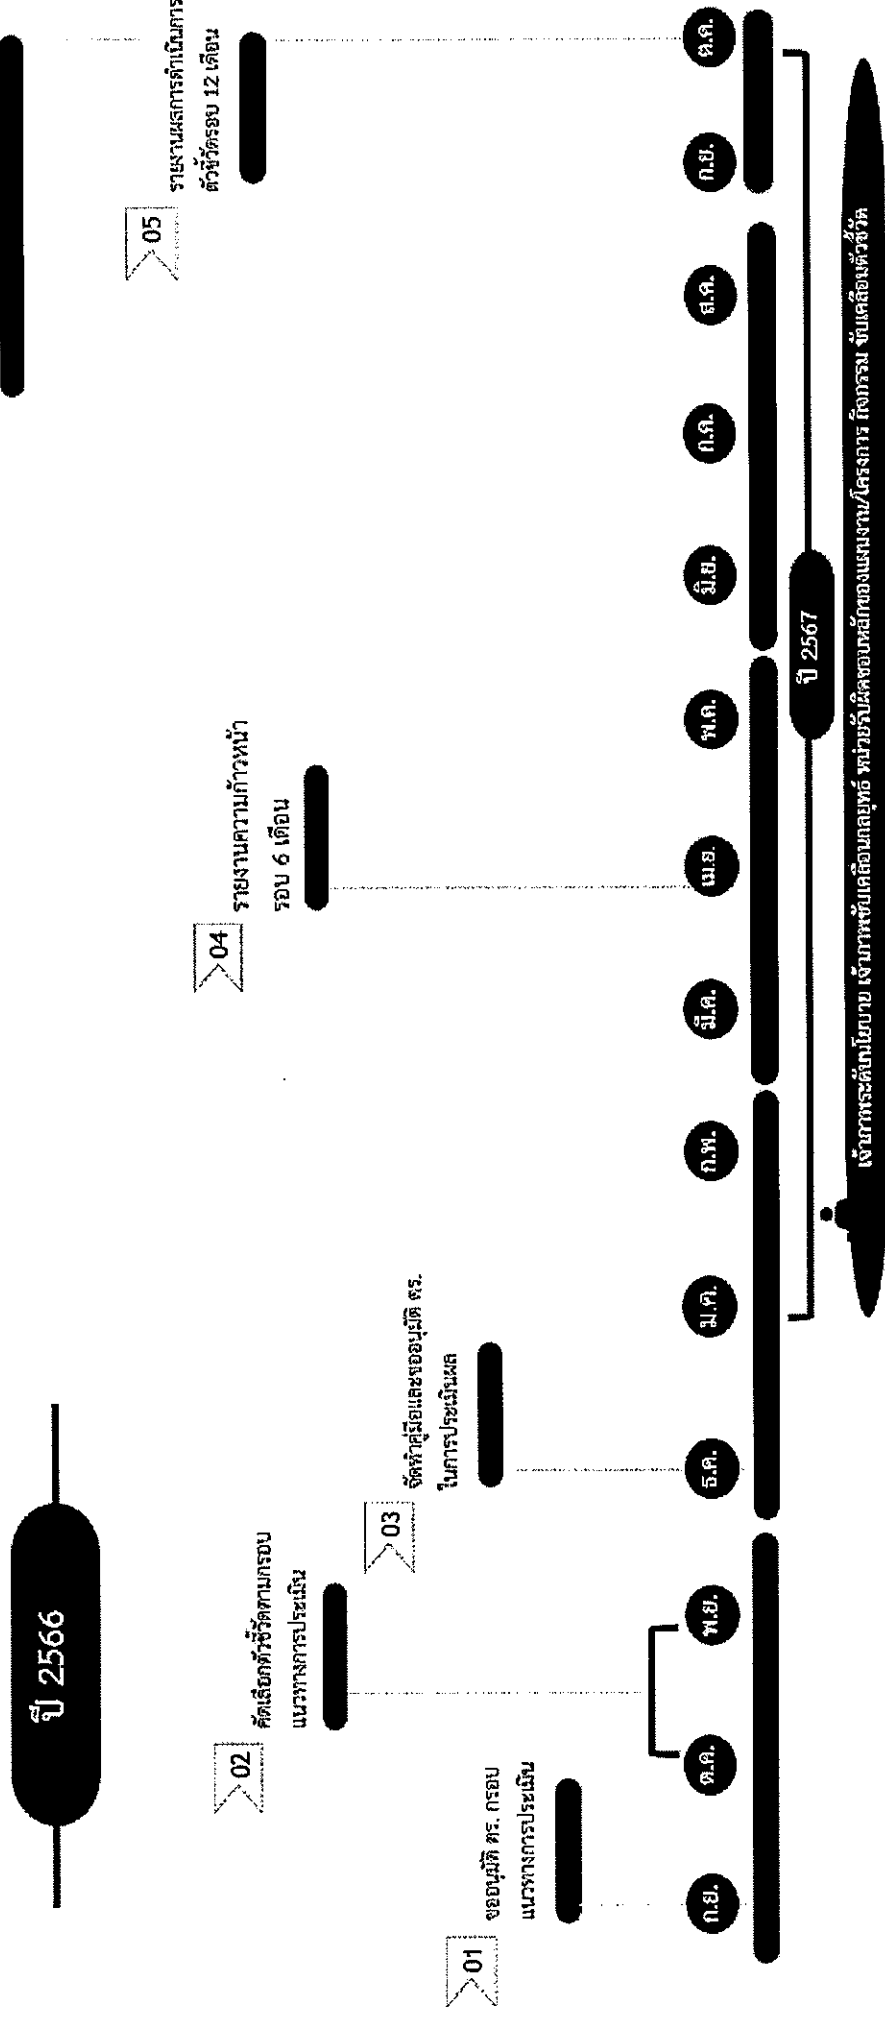 ปี 2566
01
ขออนุมัติ ตร. กรอบ
แนวทางการประเมิน
02
คัดเลือกตัวชี้วัดตามกรอบ
แนวทางการประเมิน
03
จัดทำคู่มือและขออนุมัติ ตร.
ในการประเมินผล
04
รายงานความก้าวหน้า
รอบ 6 เดือน
05
รายงานผลการดำเนินการ
ตัวชี้วัดรอบ 12 เดือน
ก.ย.
ต.ค.
พ.ย.
ธ.ค.
ม.ค.
ก.พ.
มี.ค.
เม.ย.
พ.ค.
มิ.ย.
ก.ค.
ส.ค.
ก.ย.
ต.ค.
ปี 2567
เจ้าภาพระดับนโยบาย เจ้าภาพขับเคลื่อนกลยุทธ์ หน่วยรับผิดชอบหลักของแผนงาน/โครงการ กิจกรรม ขับเคลื่อนตัวชี้วัด